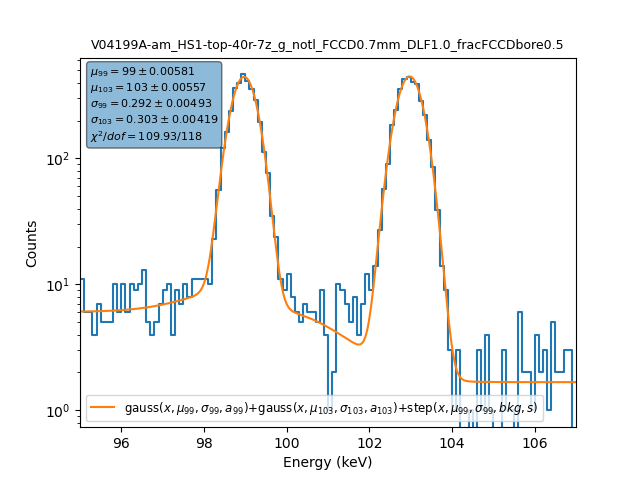 V04199A-am_HS1-top-40r-7z_g_notl_FCCD0.7mm_DLF1.0_fracFCCDbore0.5
μ₉₉ = 99 ± 0.00581
μ₁₀₃ = 103 ± 0.00557
σ₉₉ = 0.292 ± 0.00493
σ₁₀₃ = 0.303 ± 0.00419
χ²/dof = 109.93/118
Counts
10²
10¹
10⁰
gauss(x, μ₉₉, σ₉₉, a₉₉)+gauss(x, μ₁₀₃, σ₁₀₃, a₁₀₃)+step(x, μ₉₉, σ₉₉, bkg, s)
96 98 100 102 104 106
Energy (keV)